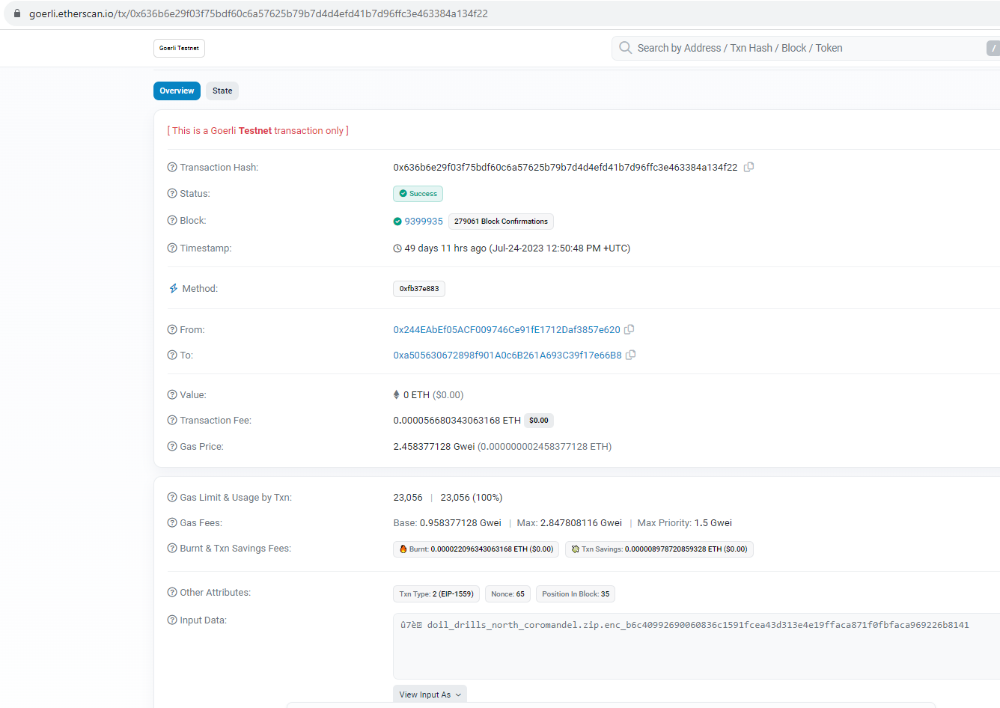 goerli.etherscan.io/tx/0x636b6e29f03f75bdf60c6a57625b79b7d4d4efd41b7d96ffc3e463384a134f22
Goerli Testnet
Search by Address / Txn Hash / Block / Token
/
Overview State
[ This is a Goerli Testnet transaction only ]
Transaction Hash: 0x636b6e29f03f75bdf60c6a57625b79b7d4d4efd41b7d96ffc3e463384a134f22
Status: Success
Block: 9399935 279061 Block Confirmations
Timestamp: 49 days 11 hrs ago (Jul-24-2023 12:50:48 PM +UTC)
Method: 0xfb37e883
From: 0x244EAbEf05ACF009746Ce91fE1712Daf3857e620
To: 0xa505630672898f901A0c6B261A693C39f17e66B8
Value: 0 ETH ($0.00)
Transaction Fee: 0.000056680343063168 ETH $0.00
Gas Price: 2.458377128 Gwei (0.000000002458377128 ETH)
Gas Limit & Usage by Txn: 23,056 | 23,056 (100%)
Gas Fees: Base: 0.958377128 Gwei | Max: 2.847808116 Gwei | Max Priority: 1.5 Gwei
Burnt & Txn Savings Fees: Burnt: 0.000022096343063168 ETH ($0.00) Txn Savings: 0.000008978720859328 ETH ($0.00)
Other Attributes: Txn Type: 2 (EIP-1559) Nonce: 65 Position In Block: 35
Input Data: û7è doil_drills_north_coromandel.zip.enc_b6c40992690060836c1591fcea43d313e4e19ffaca871f0fbfaca969226b8141
View Input As